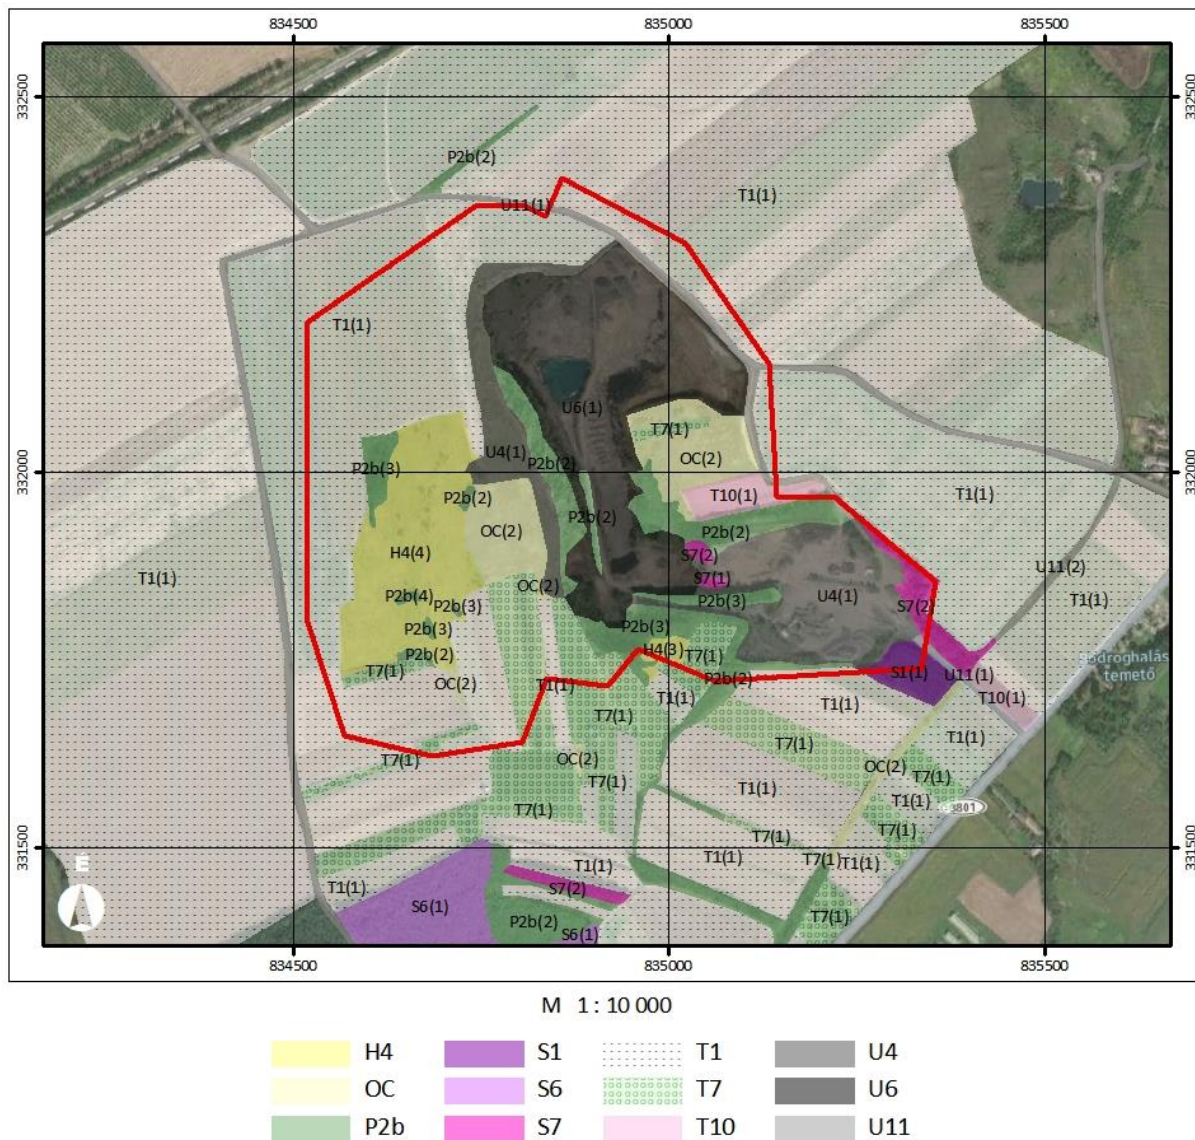 834500 835000 835500
332500 332500
P2b(2)
T1(1)
U11(1)
T1(1)
U6(1)
T7(1)
U4(1) OC(2)
P2b(3) P2b(2) 332000
332000
P2b(2) T10(1) T1(1)
OC(2) P2b(2) P2b(2)
H4(4) S7(2)
T1(1) OC(2) S7(1) U11(2)
P2b(4) P2b(3) P2b(3) U4(1) S7(2) T1(1)
P2b(3) P2b(3)
P2b(2) H4(3) T7(1) Bodroghalás
T7(1) P2b(2) S1(1) U11(1) temető
OC(2) T1(1) T1(1) T1(1) T10(1)
T7(1)
T7(1) OC(2) T7(1) T1(1)
T7(1) T1(1) OC(2) T7(1)
T7(1) T1(1) 3801
T7(1) T7(1)
331500 331500
T1(1) T1(1) T7(1) T1(1)
T1(1) S7(2)
É
S6(1) P2b(2) T7(1)
S6(1)
834500 835000 835500
M 1 : 10 000
H4 S1 T1 U4
OC S6 T7 U6
P2b S7 T10 U11